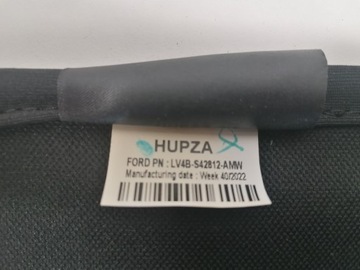 HUPZA
FORD PN : LV4B-S42812-AMW
Manufacturing date : Week 40/2022